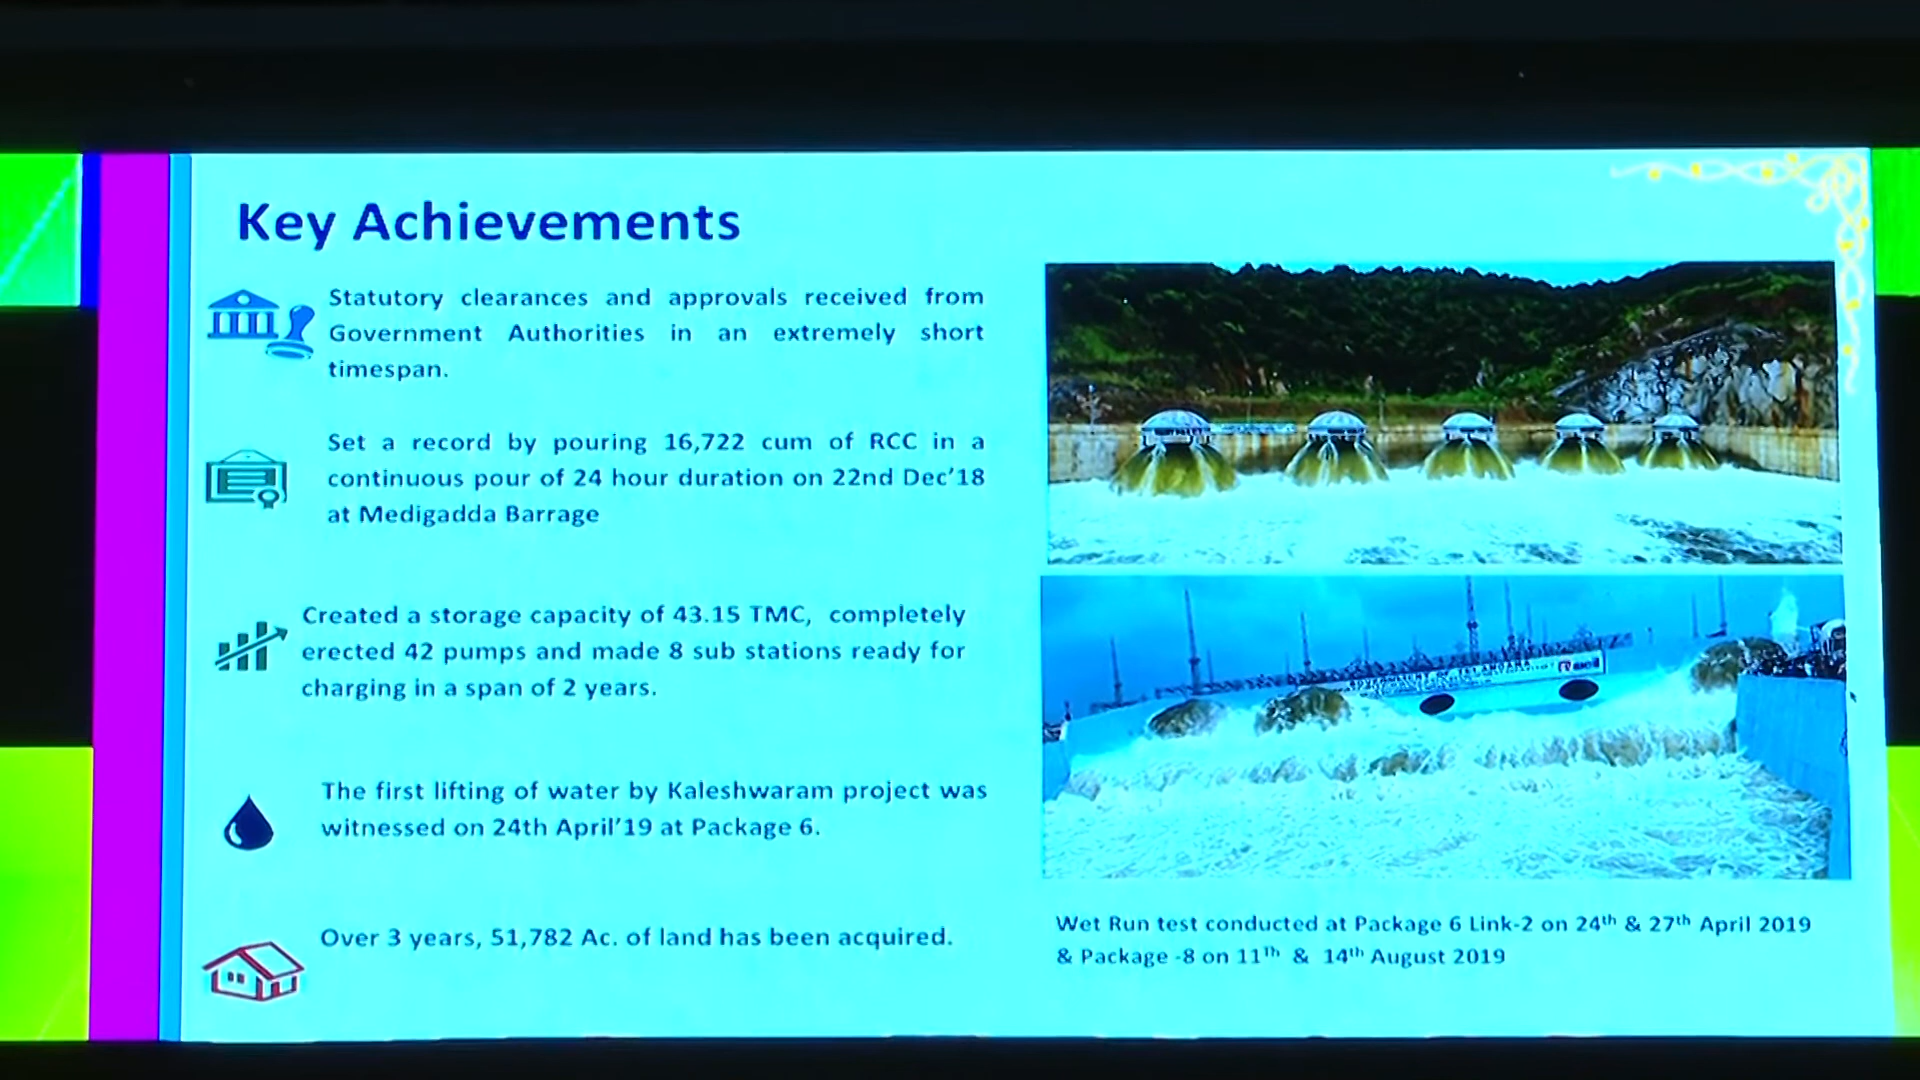 Key Achievements
Statutory clearances and approvals received from
Government Authorities in an extremely short
timespan.
Set a record by pouring 16,722 cum of RCC in a
continuous pour of 24 hour duration on 22nd Dec'18
at Medigadda Barrage
Created a storage capacity of 43.15 TMC, completely
erected 42 pumps and made 8 sub stations ready for
charging in a span of 2 years.
The first lifting of water by Kaleshwaram project was
witnessed on 24th April'19 at Package 6.
Over 3 years, 51,782 Ac. of land has been acquired.
GOVERNMENT OF TELANGANA
Wet Run test conducted at Package 6 Link-2 on 24th & 27th April 2019
& Package -8 on 11Th & 14th August 2019